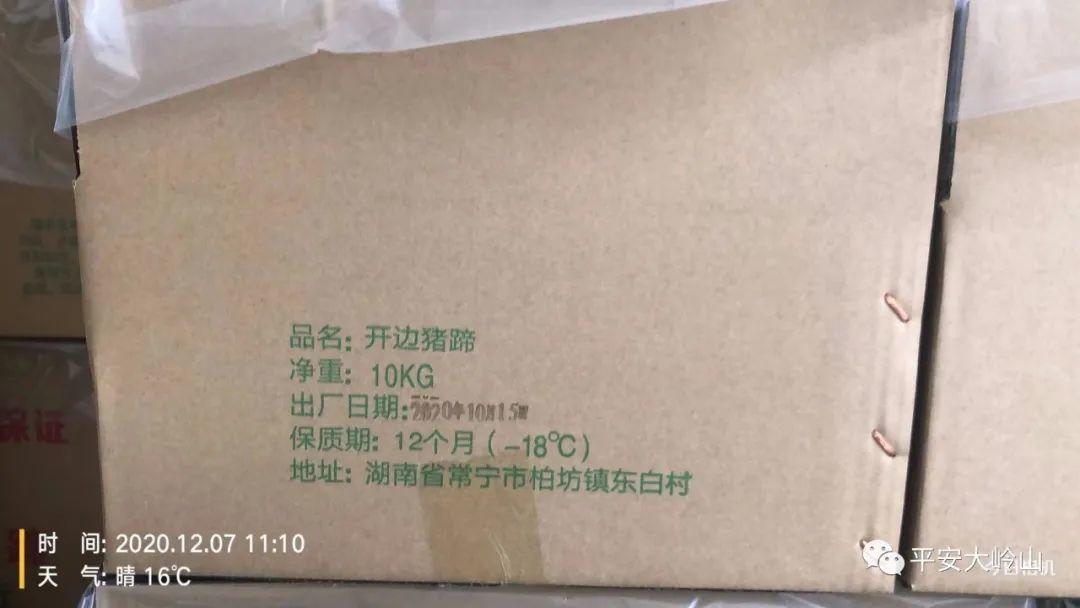 品名：开边猪蹄
净重：10KG
出厂日期：2020年10月15日
保质期：12个月（-18℃）
地址：湖南省常宁市柏坊镇东白村
保证
时 间: 2020.12.07 11:10
天 气: 晴 16℃
平安大岭山